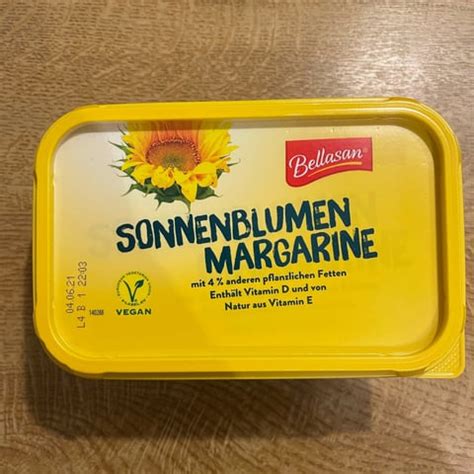 Bellasan
SONNENBLUMEN
MARGARINE
mit 4 % anderen pflanzlichen Fetten
Enthält Vitamin D und von
Natur aus Vitamin E
VEGAN
04.06.21
L4 B 1 22:03